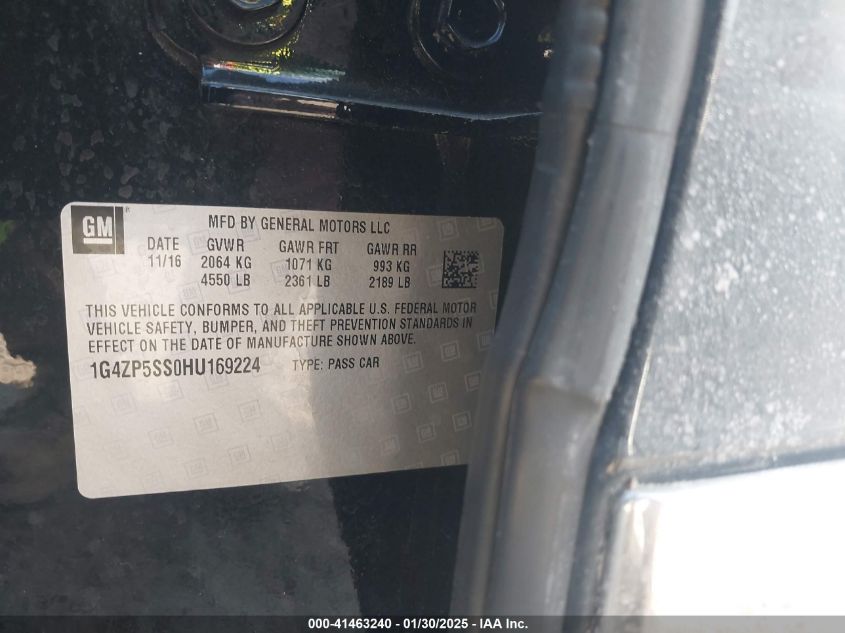 GM
®
MFD BY GENERAL MOTORS LLC
DATE GVWR GAWR FRT GAWR RR
11/16 2064 KG 1071 KG 993 KG
4550 LB 2361 LB 2189 LB
THIS VEHICLE CONFORMS TO ALL APPLICABLE U.S. FEDERAL MOTOR
VEHICLE SAFETY, BUMPER, AND THEFT PREVENTION STANDARDS IN
EFFECT ON THE DATE OF MANUFACTURE SHOWN ABOVE.
1G4ZP5SS0HU169224 TYPE: PASS CAR
000-41463240 - 01/30/2025 - IAA Inc.